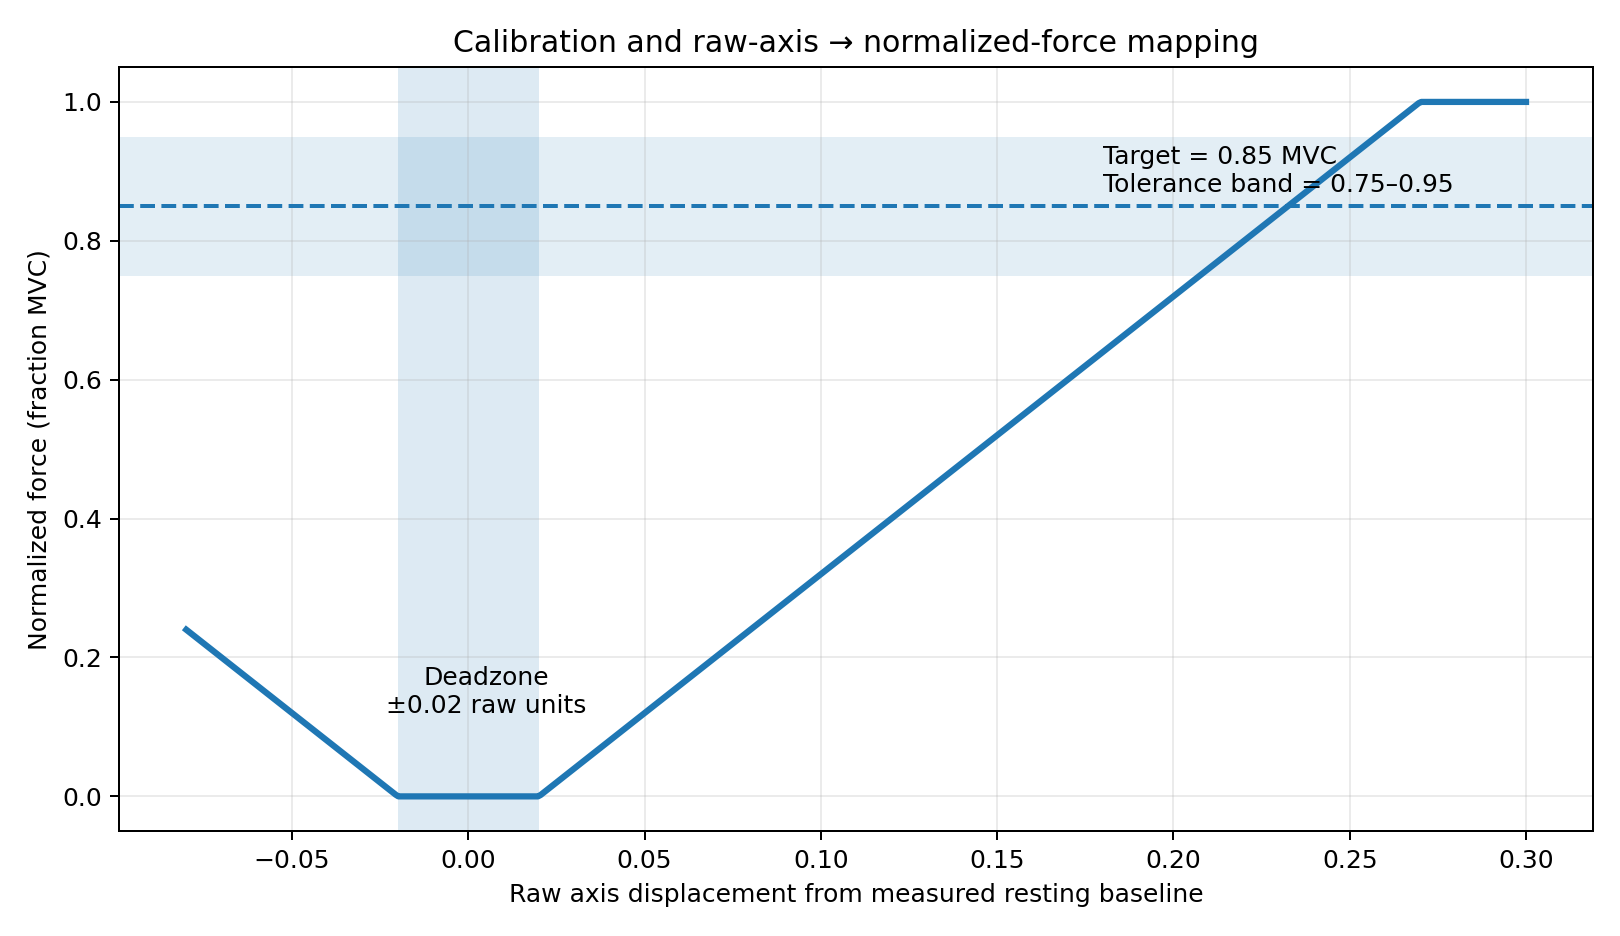 Calibration and raw-axis → normalized-force mapping
Normalized force (fraction MVC)
1.0
0.8
0.6
0.4
0.2
0.0
Target = 0.85 MVC
Tolerance band = 0.75–0.95
Deadzone
±0.02 raw units
−0.05
0.00
0.05
0.10
0.15
0.20
0.25
0.30
Raw axis displacement from measured resting baseline